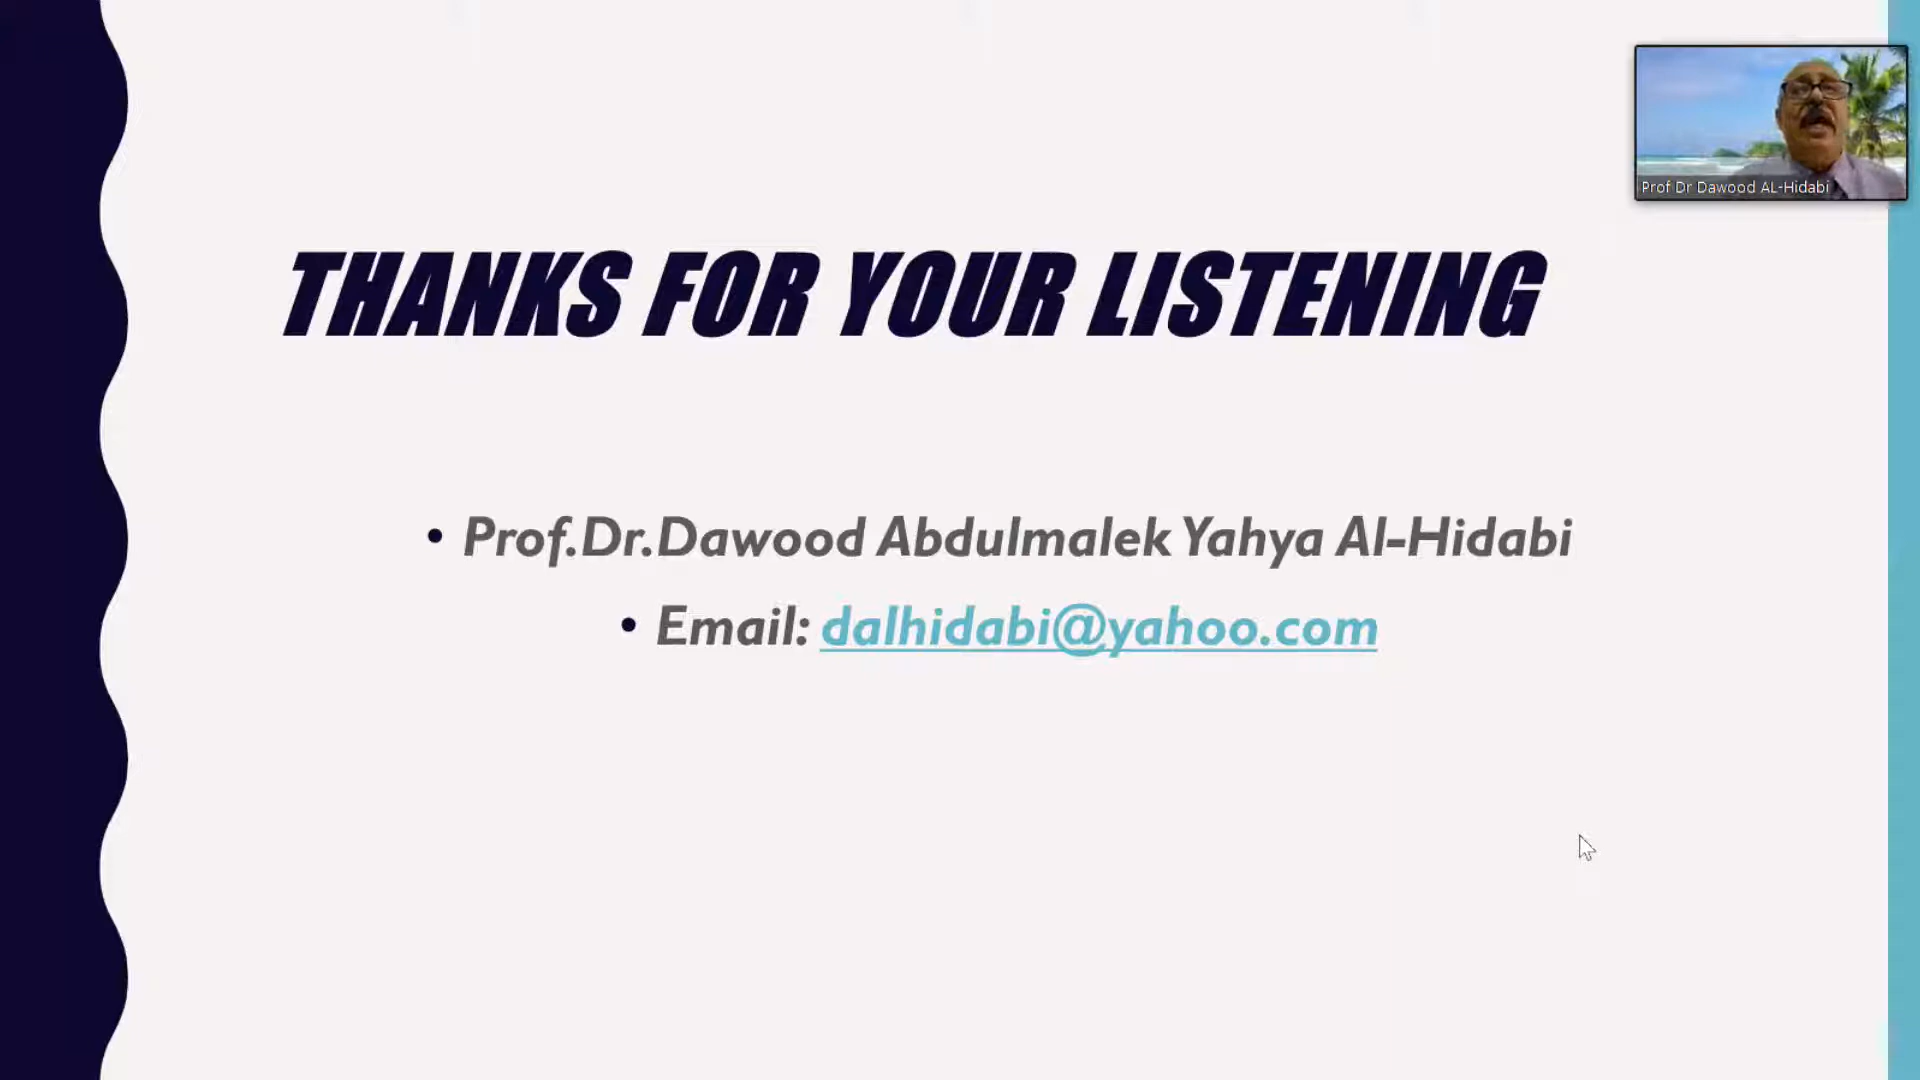 Prof Dr Dawood AL-Hidabi
THANKS FOR YOUR LISTENING
• Prof.Dr.Dawood Abdulmalek Yahya Al-Hidabi
• Email: dalhidabi@yahoo.com